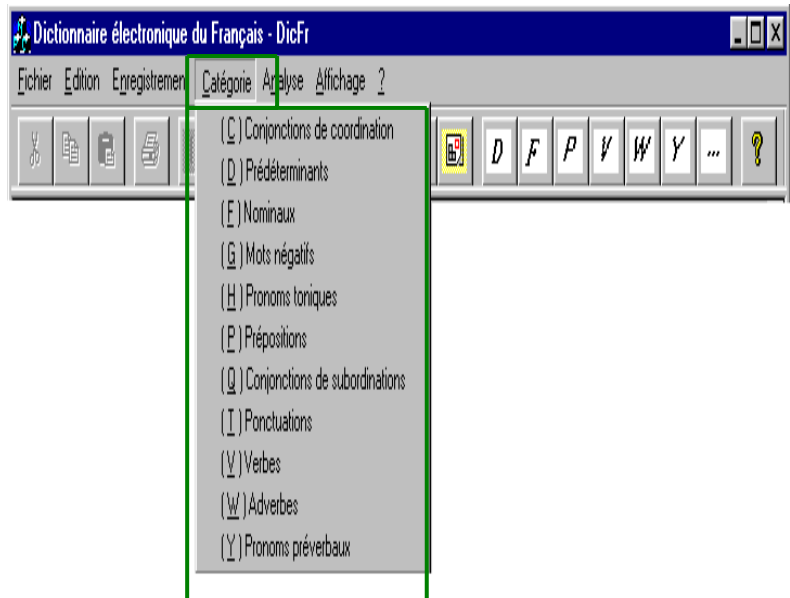 Dictionnaire électronique du Français - DicFr
Fichier Edition Enregistremen Catégorie Analyse Affichage ?
D F P V W Y ... ?
( C ) Conjonctions de coordination
( D ) Prédéterminants
( F ) Nominaux
( G ) Mots négatifs
( H ) Pronoms toniques
( P ) Prépositions
( Q ) Conjonctions de subordinations
( T ) Ponctuations
( V ) Verbes
( W ) Adverbes
( Y ) Pronoms préverbaux